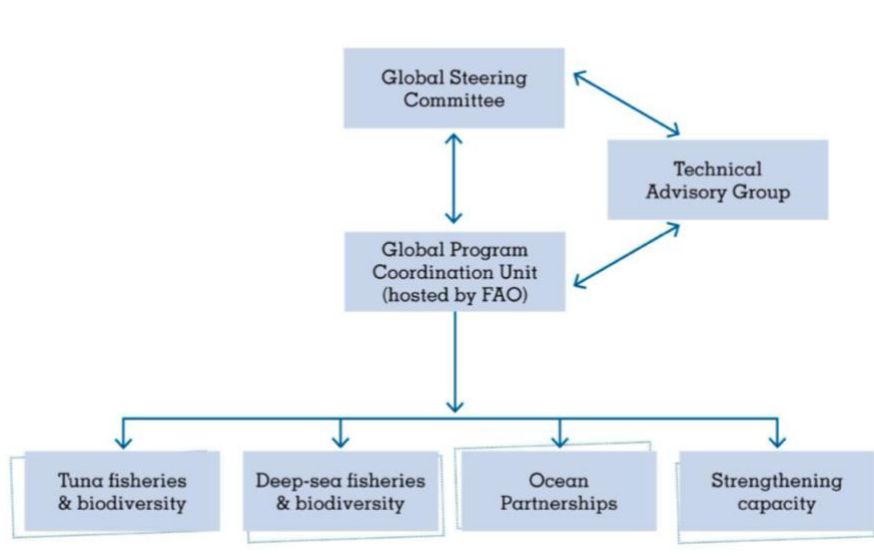 Global Steering
Committee
Technical
Advisory Group
Global Program
Coordination Unit
(hosted by FAO)
Tuna fisheries
& biodiversity
Deep-sea fisheries
& biodiversity
Ocean
Partnerships
Strengthening
capacity